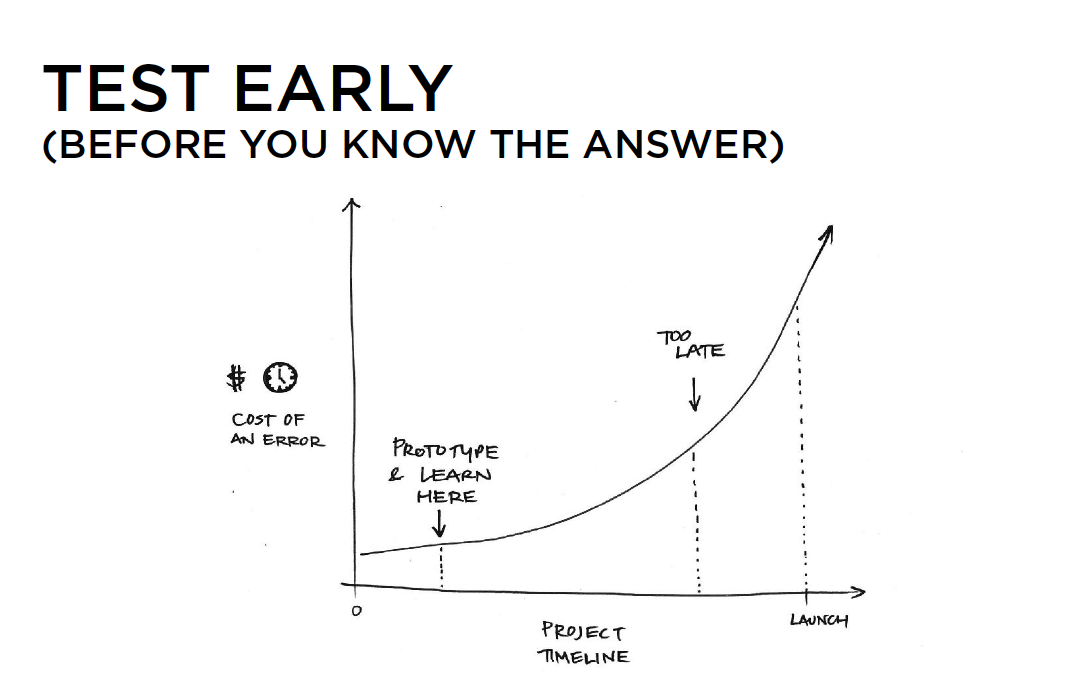 TEST EARLY
(BEFORE YOU KNOW THE ANSWER)
TOO
LATE
$
COST OF
AN ERROR
PROTOTYPE
& LEARN
HERE
O
LAUNCH
PROJECT
TIMELINE